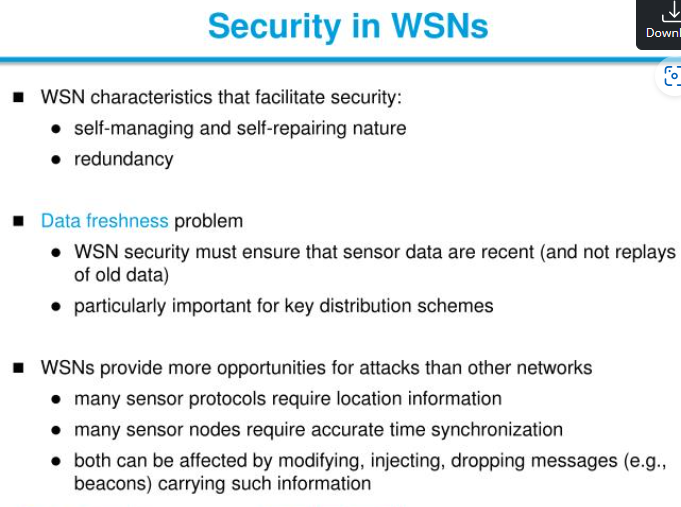 Security in WSNs
Downl
■ WSN characteristics that facilitate security:
● self-managing and self-repairing nature
● redundancy
■ Data freshness problem
● WSN security must ensure that sensor data are recent (and not replays
of old data)
● particularly important for key distribution schemes
■ WSNs provide more opportunities for attacks than other networks
● many sensor protocols require location information
● many sensor nodes require accurate time synchronization
● both can be affected by modifying, injecting, dropping messages (e.g.,
beacons) carrying such information